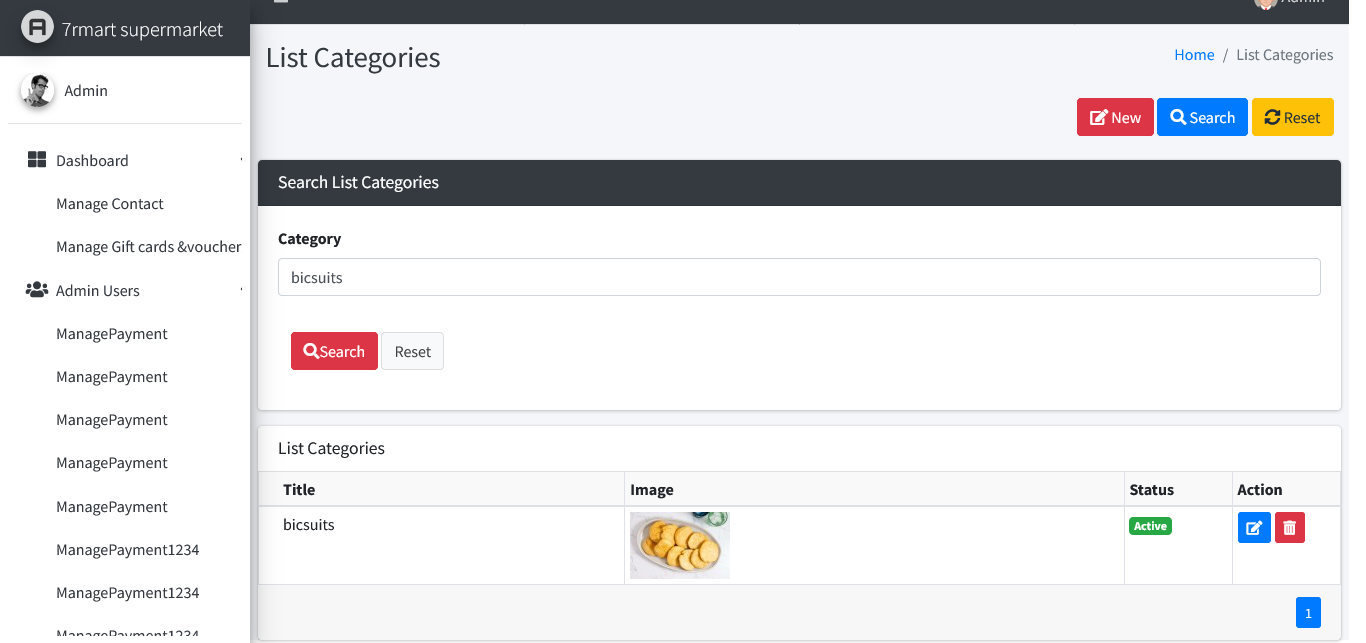 7rmart supermarket
Admin
Admin
Dashboard
Manage Contact
Manage Gift cards &voucher
Admin Users
ManagePayment
ManagePayment
ManagePayment
ManagePayment
ManagePayment
ManagePayment1234
ManagePayment1234
ManagePayment1234
List Categories
Home / List Categories
New Search Reset
Search List Categories
Category
bicsuits
Search Reset
List Categories
Title Image Status Action
bicsuits Active
1